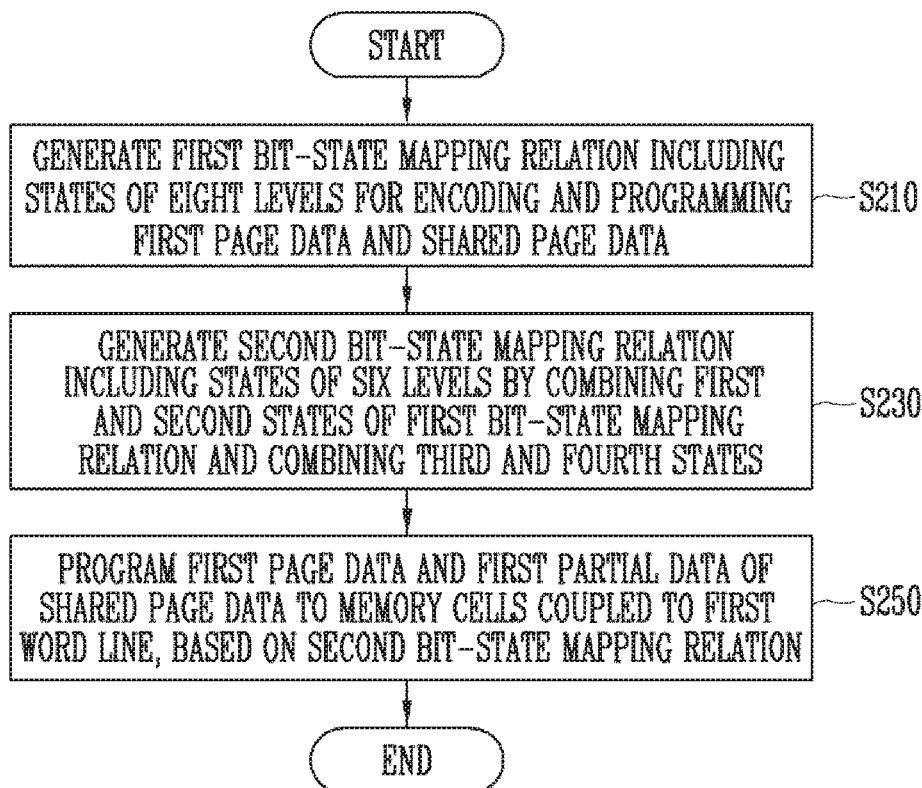 START
GENERATE FIRST BIT-STATE MAPPING RELATION INCLUDING
STATES OF EIGHT LEVELS FOR ENCODING AND PROGRAMMING
FIRST PAGE DATA AND SHARED PAGE DATA
S210
GENERATE SECOND BIT-STATE MAPPING RELATION
INCLUDING STATES OF SIX LEVELS BY COMBINING FIRST
AND SECOND STATES OF FIRST BIT-STATE MAPPING
RELATION AND COMBINING THIRD AND FOURTH STATES
S230
PROGRAM FIRST PAGE DATA AND FIRST PARTIAL DATA OF
SHARED PAGE DATA TO MEMORY CELLS COUPLED TO FIRST
WORD LINE, BASED ON SECOND BIT-STATE MAPPING RELATION
S250
END